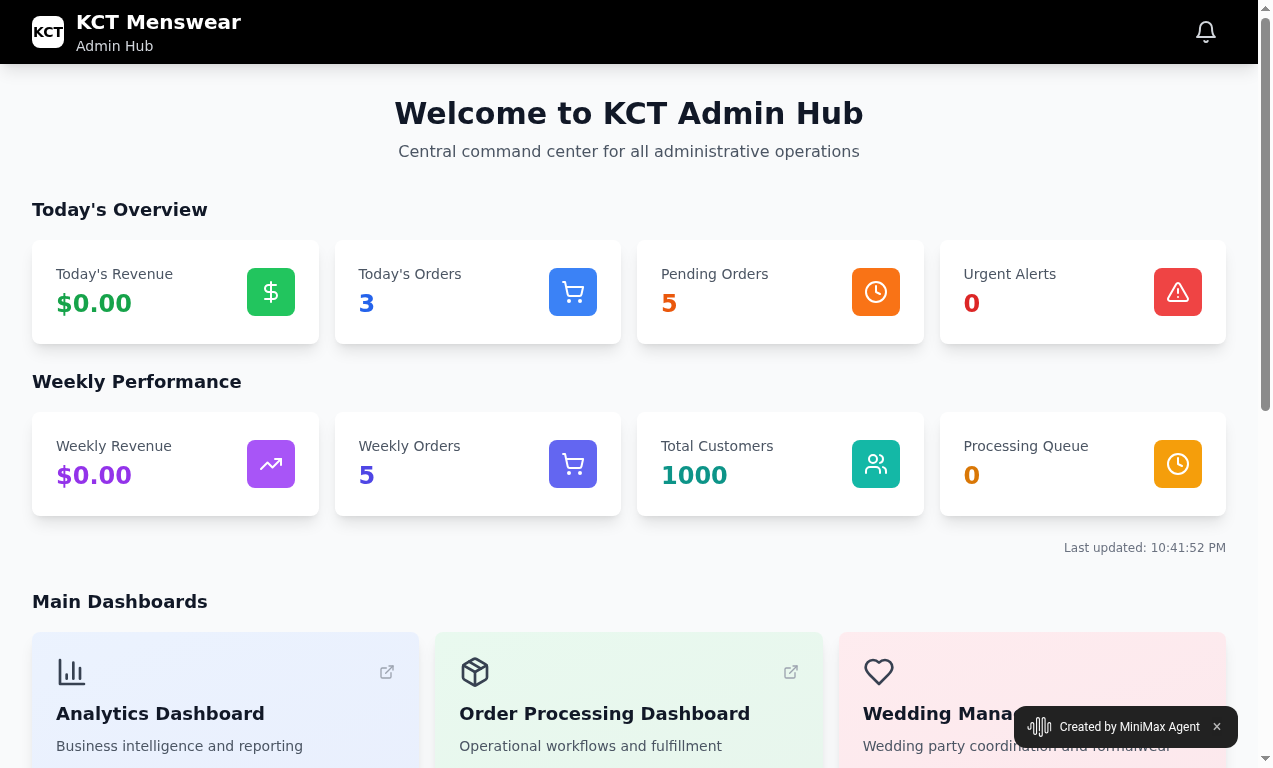 KCT
KCT Menswear
Admin Hub
Welcome to KCT Admin Hub
Central command center for all administrative operations
Today's Overview
Today's Revenue
$0.00
Today's Orders
3
Pending Orders
5
Urgent Alerts
0
Weekly Performance
Weekly Revenue
$0.00
Weekly Orders
5
Total Customers
1000
Processing Queue
0
Last updated: 10:41:52 PM
Main Dashboards
Analytics Dashboard
Business intelligence and reporting
Order Processing Dashboard
Operational workflows and fulfillment
Wedding
Wedding party coordination and formalwear
Created by MiniMax Agent ×